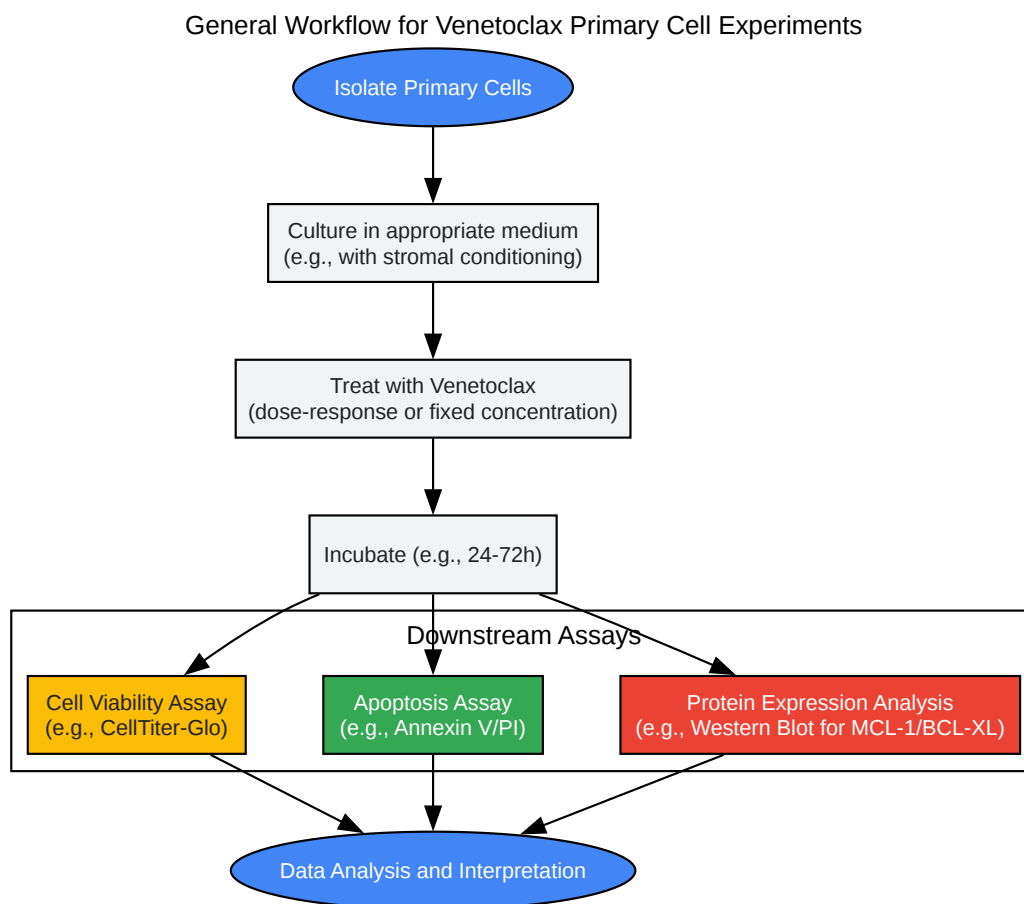 General Workflow for Venetoclax Primary Cell Experiments
Isolate Primary Cells
Culture in appropriate medium
(e.g., with stromal conditioning)
Treat with Venetoclax
(dose-response or fixed concentration)
Incubate (e.g., 24-72h)
Downstream Assays
Cell Viability Assay
(e.g., CellTiter-Glo)
Apoptosis Assay
(e.g., Annexin V/PI)
Protein Expression Analysis
(e.g., Western Blot for MCL-1/BCL-XL)
Data Analysis and Interpretation